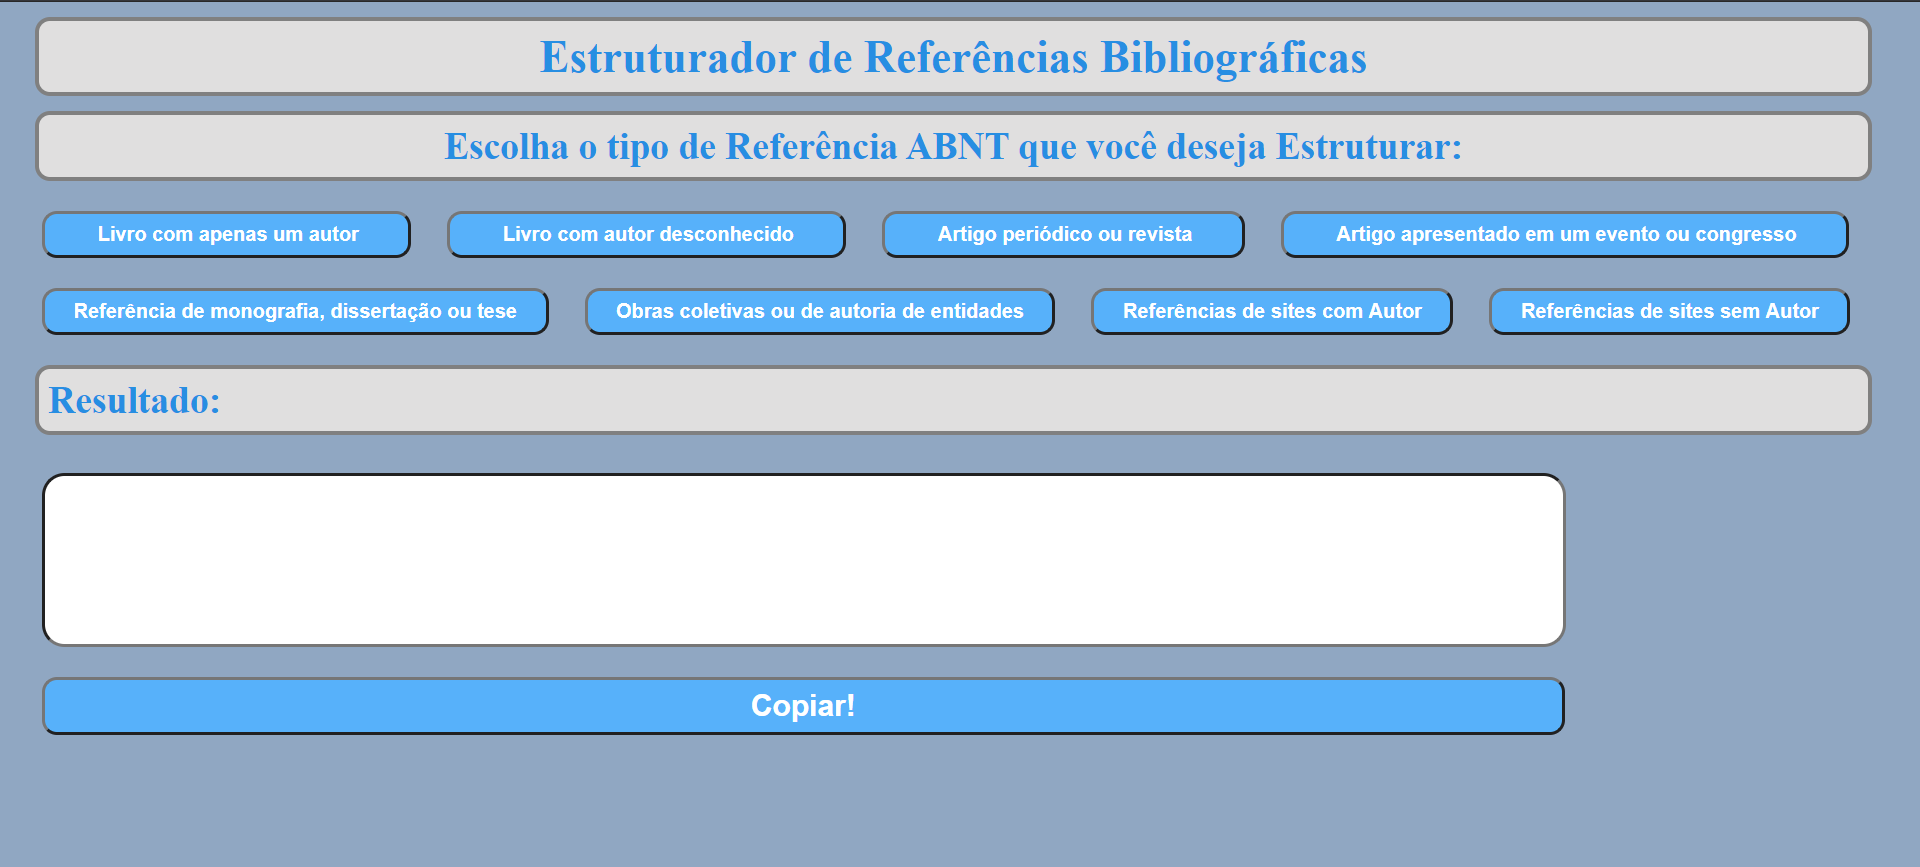 Estruturador de Referências Bibliográficas
Escolha o tipo de Referência ABNT que você deseja Estruturar:
Livro com apenas um autor
Livro com autor desconhecido
Artigo periódico ou revista
Artigo apresentado em um evento ou congresso
Referência de monografia, dissertação ou tese
Obras coletivas ou de autoria de entidades
Referências de sites com Autor
Referências de sites sem Autor
Resultado:
Copiar!